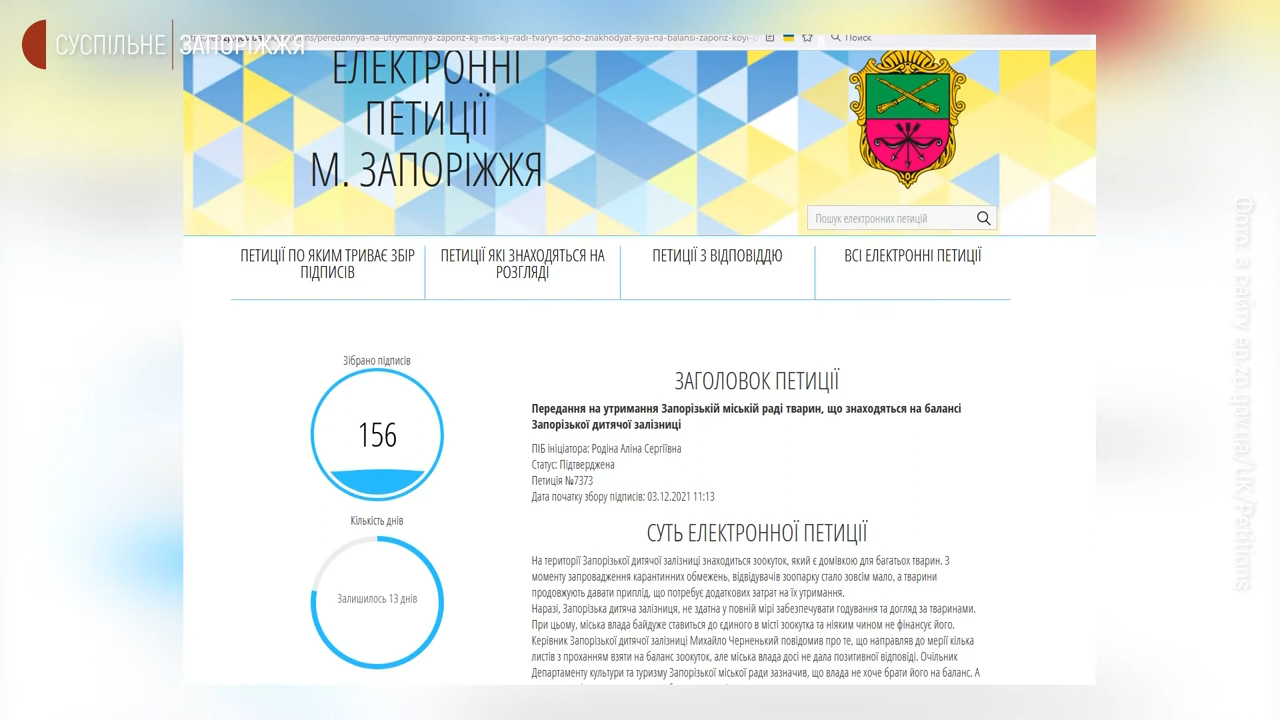 СУСПІЛЬНЕ ЗАПОРІЖЖЯ
Поиск
ЕЛЕКТРОННІ
ПЕТИЦІЇ
М. ЗАПОРІЖЖЯ
Пошук електронних петицій
ПЕТИЦІЇ ПО ЯКИМ ТРИВАЄ ЗБІР
ПІДПИСІВ
ПЕТИЦІЇ ЯКІ ЗНАХОДЯТЬСЯ НА
РОЗГЛЯДІ
ПЕТИЦІЇ З ВІДПОВІДДЮ
ВСІ ЕЛЕКТРОННІ ПЕТИЦІЇ
Зібрано підписів
156
Кількість днів
Залишилось 13 днів
ЗАГОЛОВОК ПЕТИЦІЇ
Передання на утримання Запорізькій міській раді тварин, що знаходяться на балансі
Запорізької дитячої залізниці
ПІБ ініціатора: Родіна Аліна Сергіївна
Статус: Підтверджена
Петиція №7373
Дата початку збору підписів: 03.12.2021 11:13
СУТЬ ЕЛЕКТРОННОЇ ПЕТИЦІЇ
На території Запорізької дитячої залізниці знаходиться зоокуток, який є домівкою для багатьох тварин. З
моменту запровадження карантинних обмежень, відвідувачів зоопарку стало зовсім мало, а тварини
продовжують давати приплід, що потребує додаткових затрат на їх утримання.
Наразі, Запорізька дитяча залізниця, не здатна у повній мірі забезпечувати годування та догляд за тваринами.
При цьому, міська влада байдуже ставиться до єдиного в місті зоокутка та ніяким чином не фінансує його.
Керівник Запорізької дитячої залізниці Михайло Черненький повідомив про те, що направляв до мерії кілька
листів з проханням взяти на баланс зоокуток, але міська влада досі не дала позитивної відповіді. Очільник
Департаменту культури та туризму Запорізької міської ради зазначив, що влада не хоче брати його на баланс. А
Фото: з сайту ep.zp.gov.ua/UK/Petitions